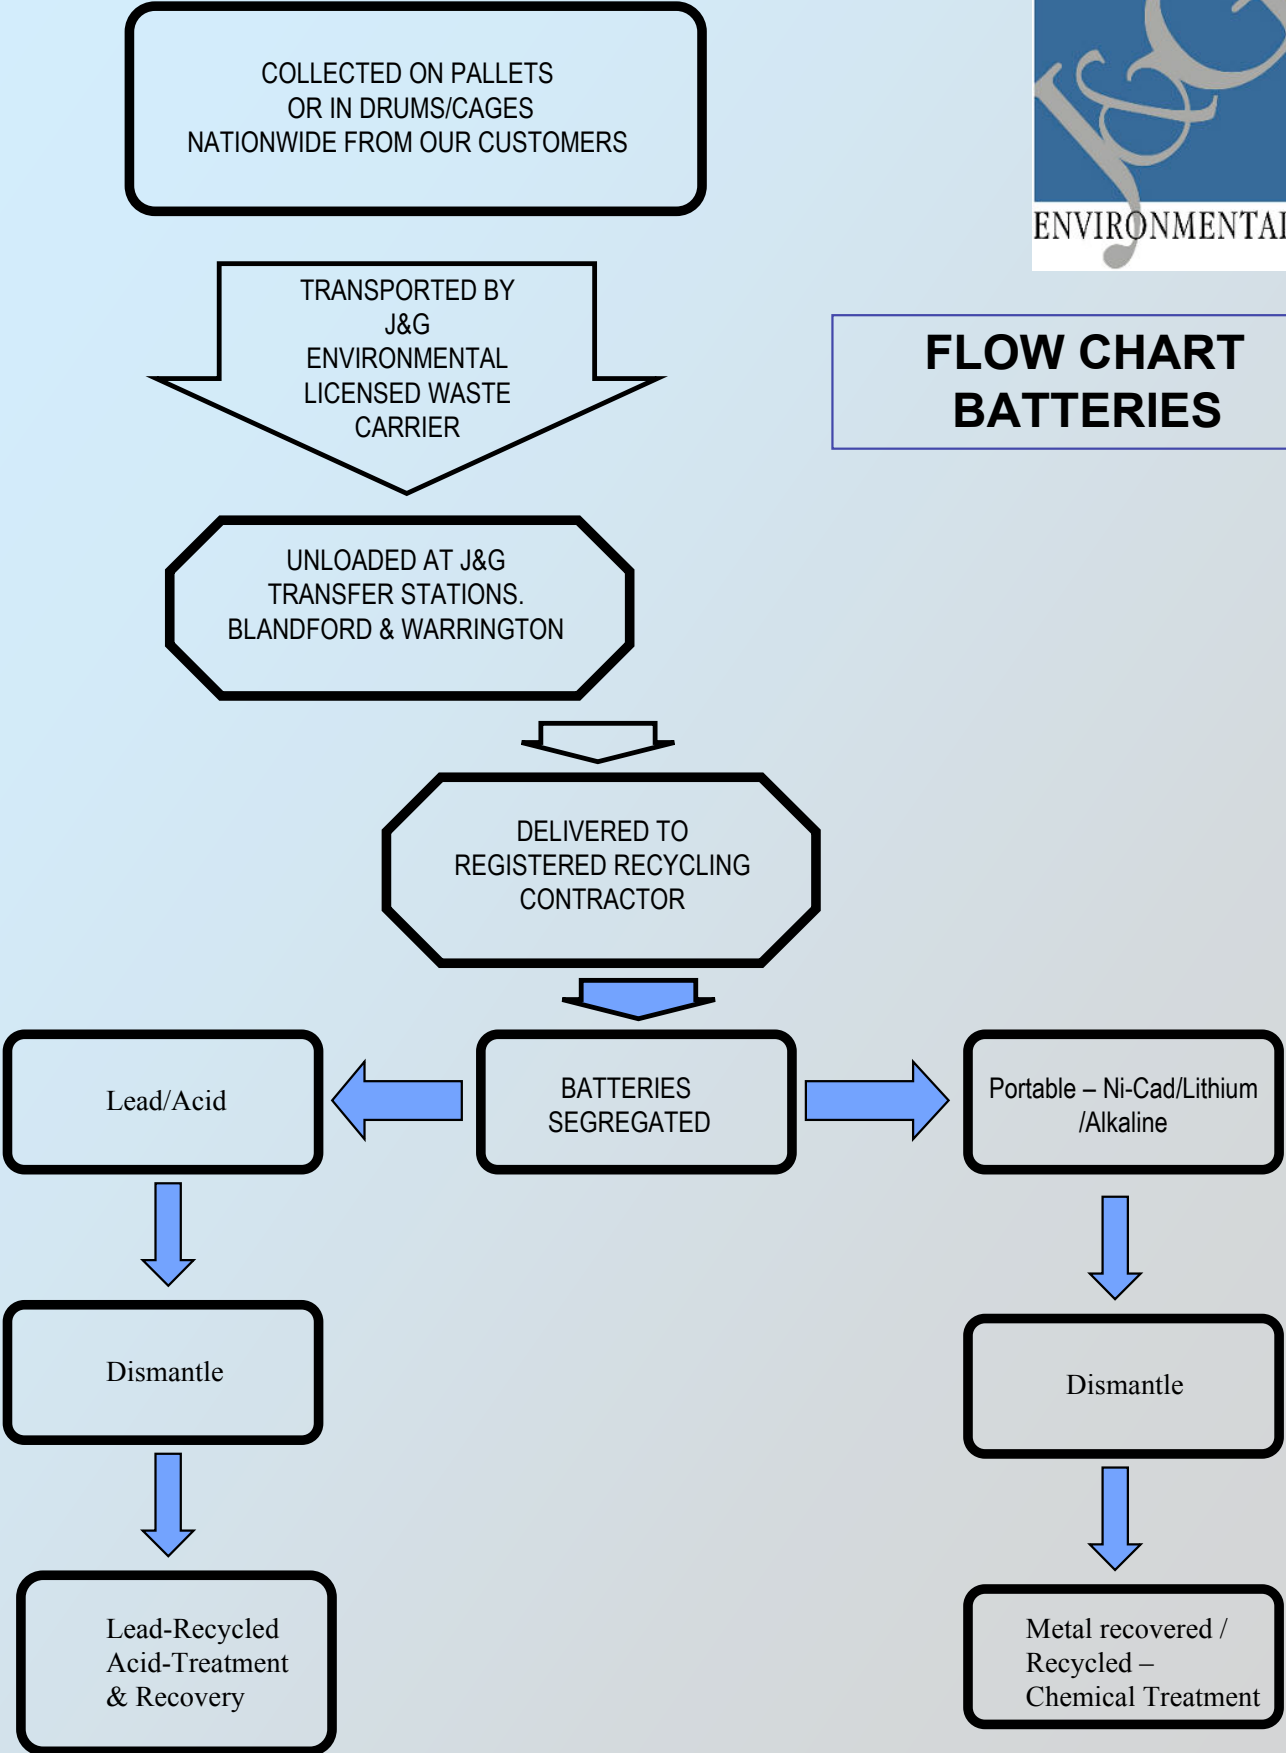 COLLECTED ON PALLETS
OR IN DRUMS/CAGES
NATIONWIDE FROM OUR CUSTOMERS
J&G
ENVIRONMENTAL
TRANSPORTED BY
J&G
ENVIRONMENTAL
LICENSED WASTE
CARRIER
FLOW CHART
BATTERIES
UNLOADED AT J&G
TRANSFER STATIONS.
BLANDFORD & WARRINGTON
DELIVERED TO
REGISTERED RECYCLING
CONTRACTOR
Lead/Acid
BATTERIES
SEGREGATED
Portable – Ni-Cad/Lithium
/Alkaline
Dismantle
Dismantle
Lead-Recycled
Acid-Treatment
& Recovery
Metal recovered /
Recycled –
Chemical Treatment